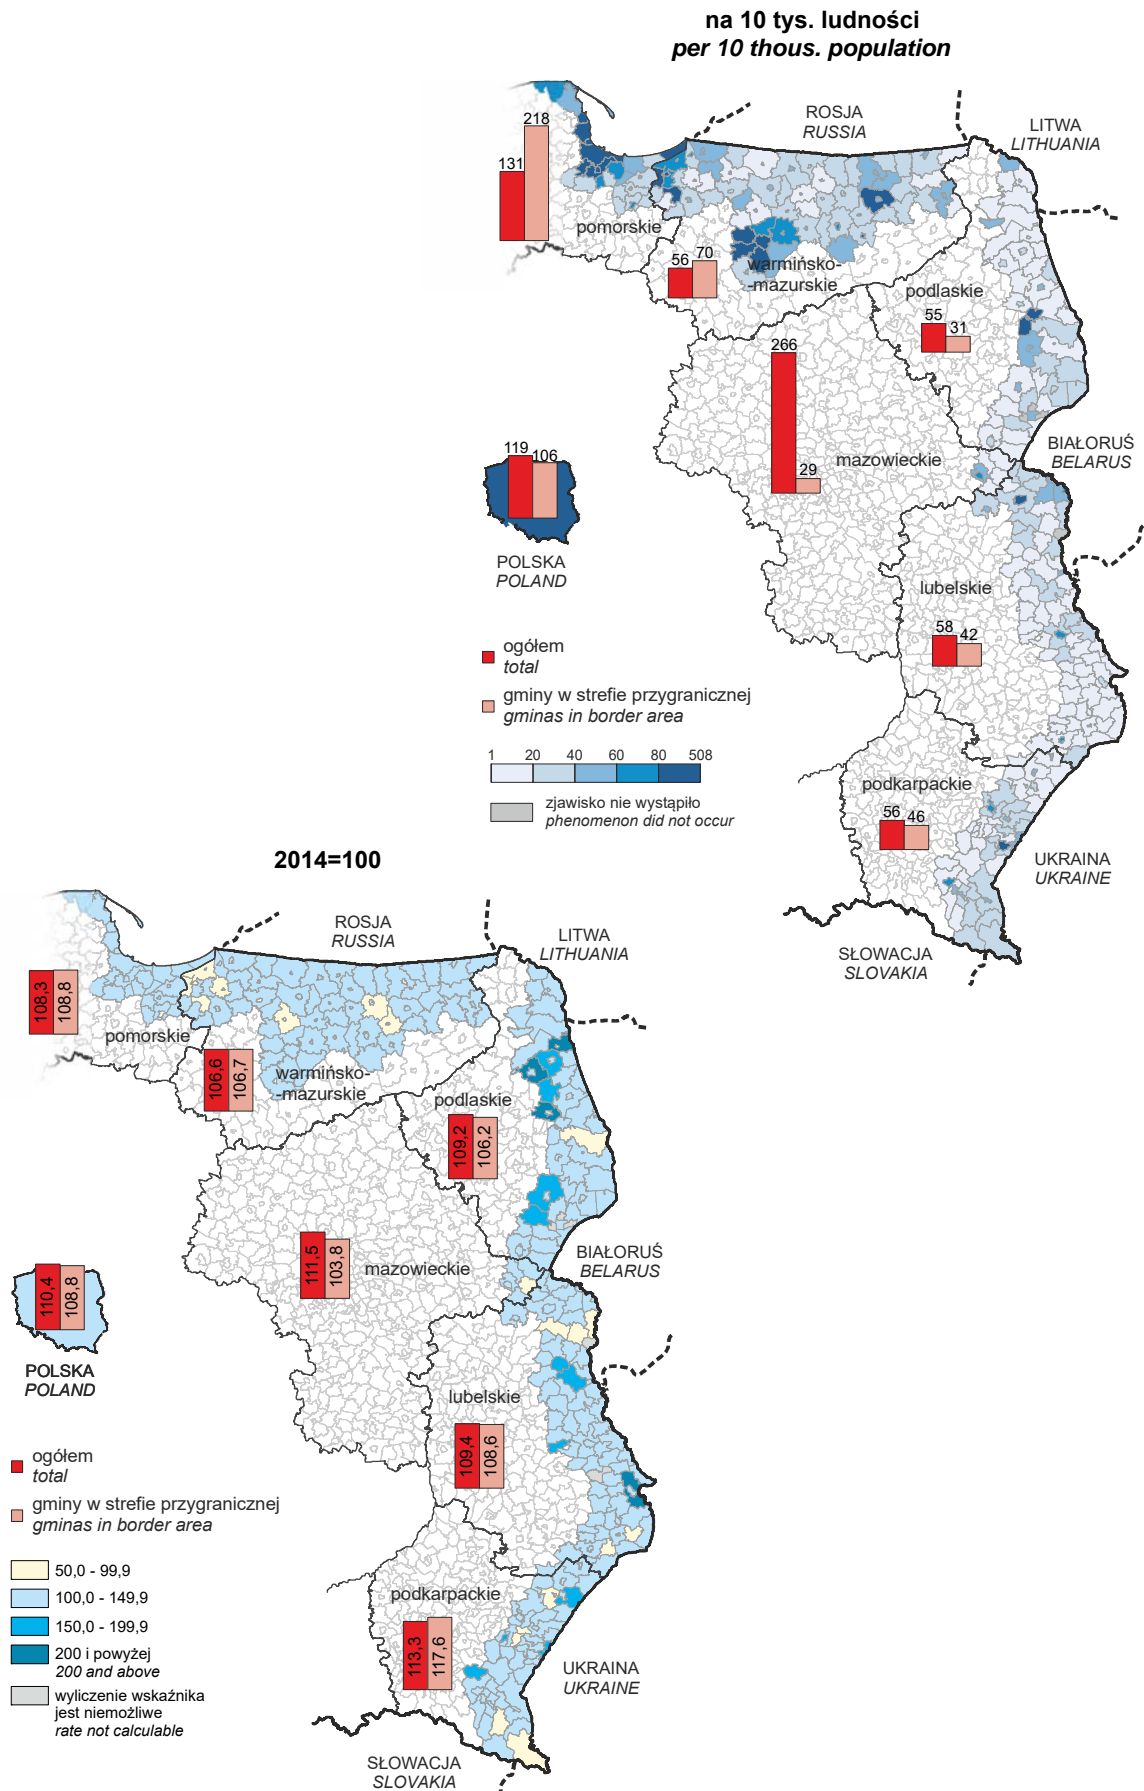 na 10 tys. ludności
per 10 thous. population
ROSJA
RUSSIA
LITWA
LITHUANIA
218
131
pomorskie
56
70
warmińsko-
-mazurskie
podlaskie
55
31
266
29
mazowieckie
BIAŁORUŚ
BELARUS
119
106
POLSKA
POLAND
lubelskie
58
42
ogółem
total
gminy w strefie przygranicznej
gminas in border area
1 20 40 60 80 508
zjawisko nie wystąpiło
phenomenon did not occur
podkarpackie
56
46
UKRAINA
UKRAINE
SŁOWACJA
SLOVAKIA
2014=100
ROSJA
RUSSIA
LITWA
LITHUANIA
108,3
108,8
pomorskie
106,6
106,7
warmińsko-
-mazurskie
podlaskie
109,2
106,2
111,5
103,8
mazowieckie
BIAŁORUŚ
BELARUS
110,4
108,8
POLSKA
POLAND
lubelskie
109,4
108,6
ogółem
total
gminy w strefie przygranicznej
gminas in border area
50,0 - 99,9
100,0 - 149,9
150,0 - 199,9
200 i powyżej
200 and above
wyliczenie wskaźnika
jest niemożliwe
rate not calculable
podkarpackie
113,3
117,6
UKRAINA
UKRAINE
SŁOWACJA
SLOVAKIA